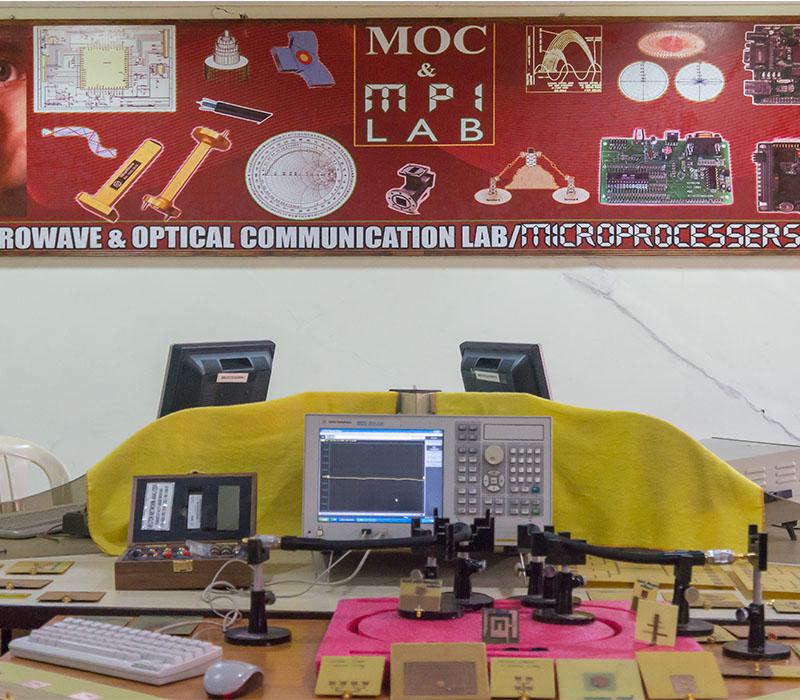 MOC
&
MPI
LAB
ROWAVE & OPTICAL COMMUNICATION LAB/MICROPROCESSERS